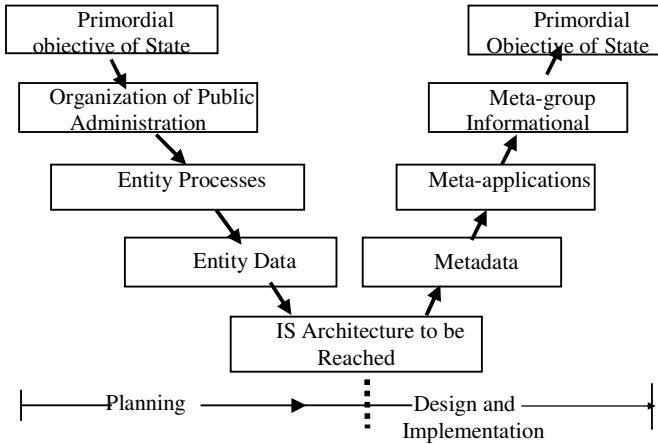 Primordial
objective of State
Primordial
Objective of State
Organization of Public
Administration
Meta-group
Informational
Entity Processes
Meta-applications
Entity Data
Metadata
IS Architecture to be
Reached
Planning
Design and
Implementation